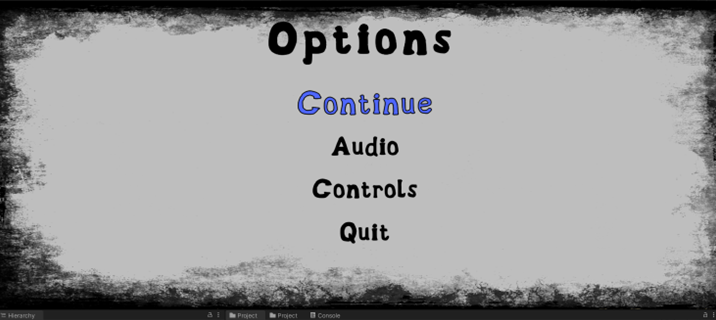 Options
Continue
Audio
Controls
Quit
Hierarchy Project Project Console